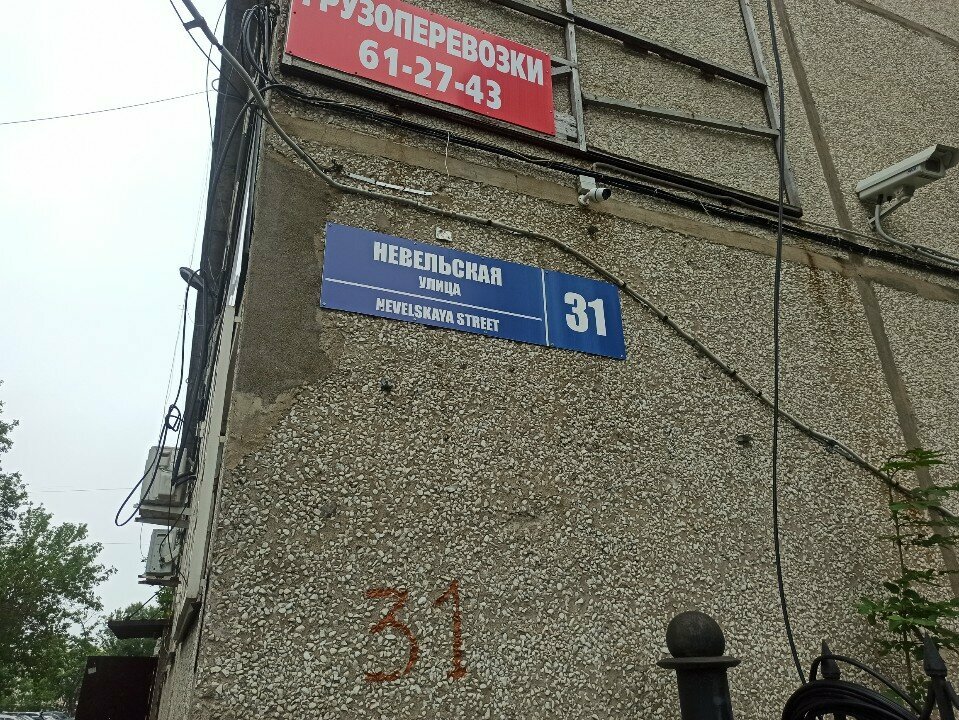 ГРУЗОПЕРЕВОЗКИ
61-27-43
НЕВЕЛЬСКАЯ
УЛИЦА
NEVELSKAYA STREET
31
31